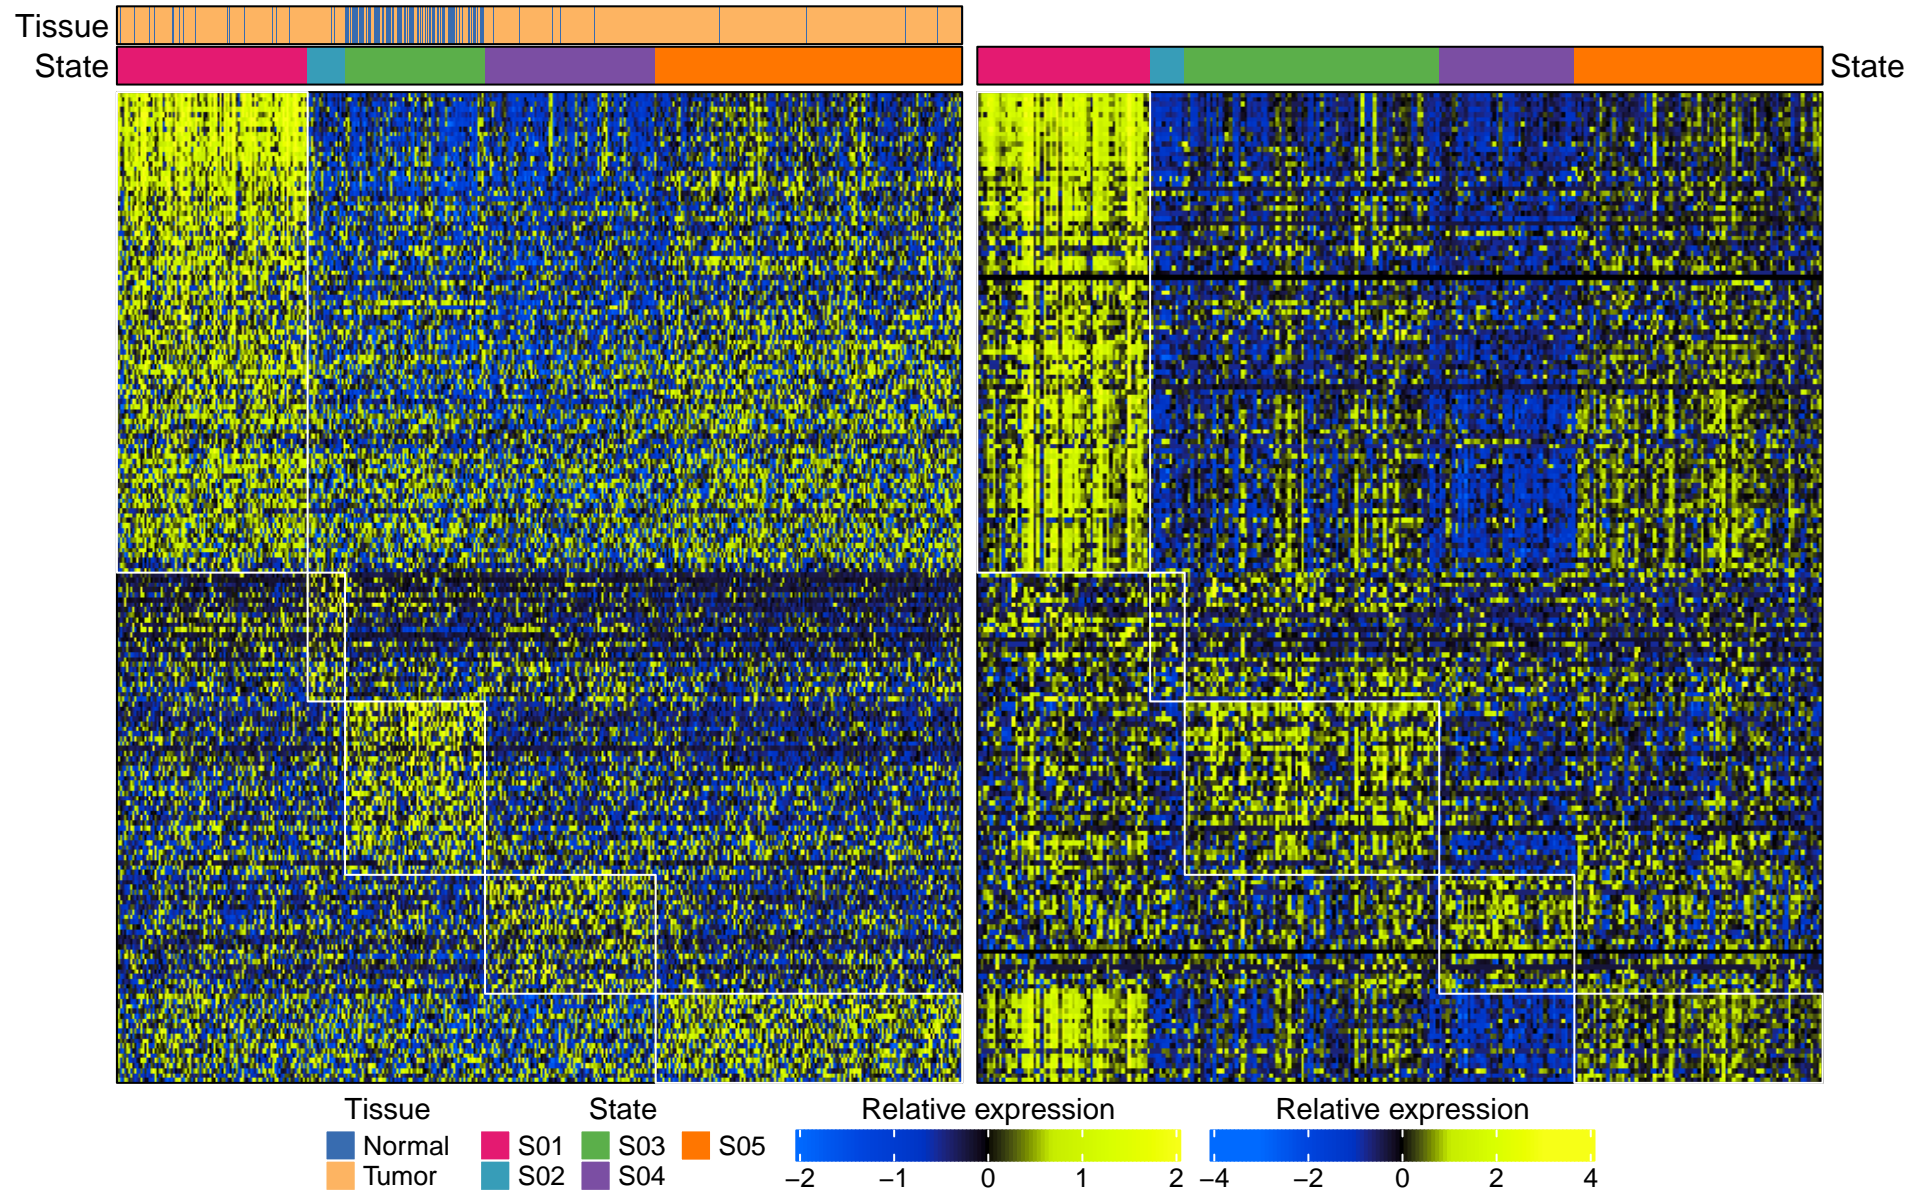 Tissue
State
State
Tissue
State
Relative expression
Relative expression
Normal
S01
S03
S05
Tumor
S02
S04
−2
−1
0
1
2
−4
−2
0
2
4